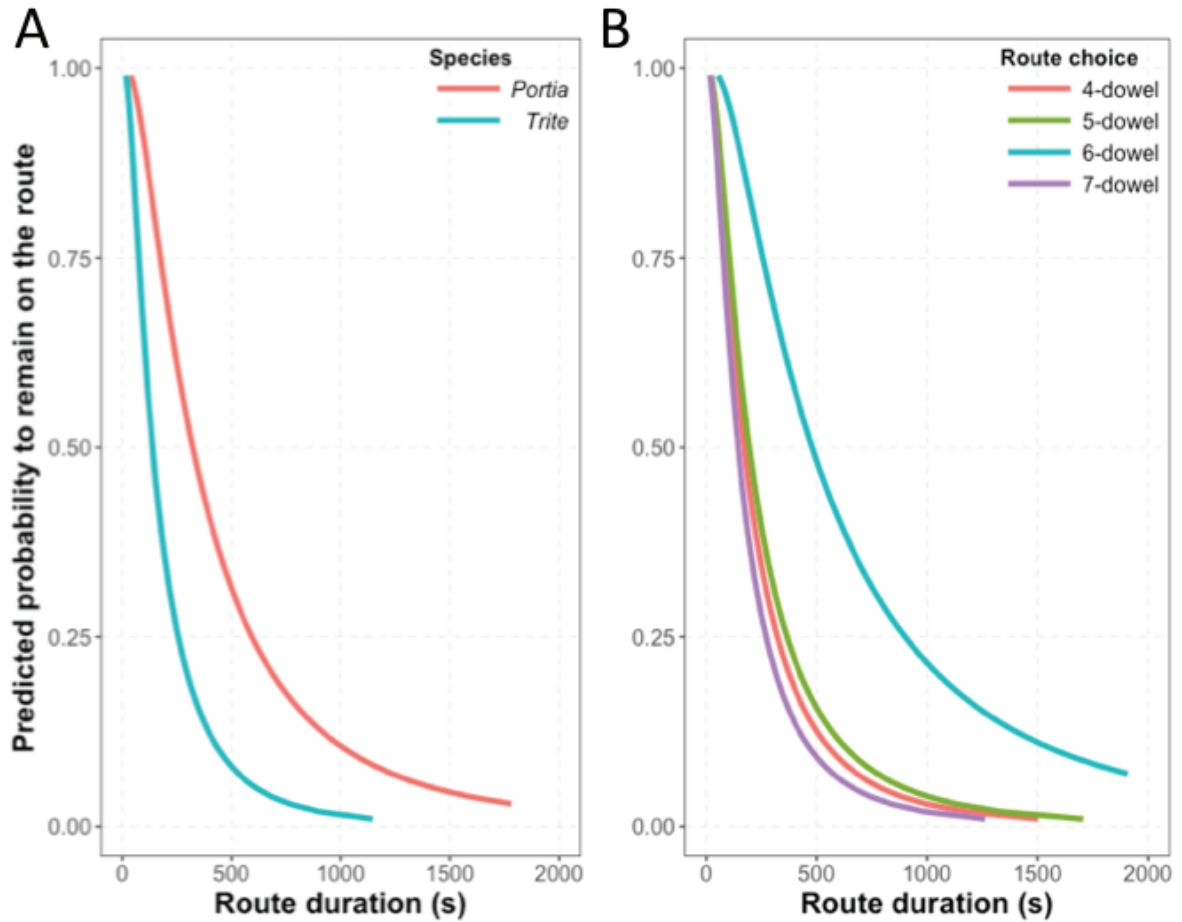 A
Predicted probability to remain on the route
1.00
0.75
0.50
0.25
0.00
Species
Portia
Trite
0 500 1000 1500 2000
Route duration (s)
B
1.00
0.75
0.50
0.25
0.00
Route choice
4-dowel
5-dowel
6-dowel
7-dowel
0 500 1000 1500 2000
Route duration (s)